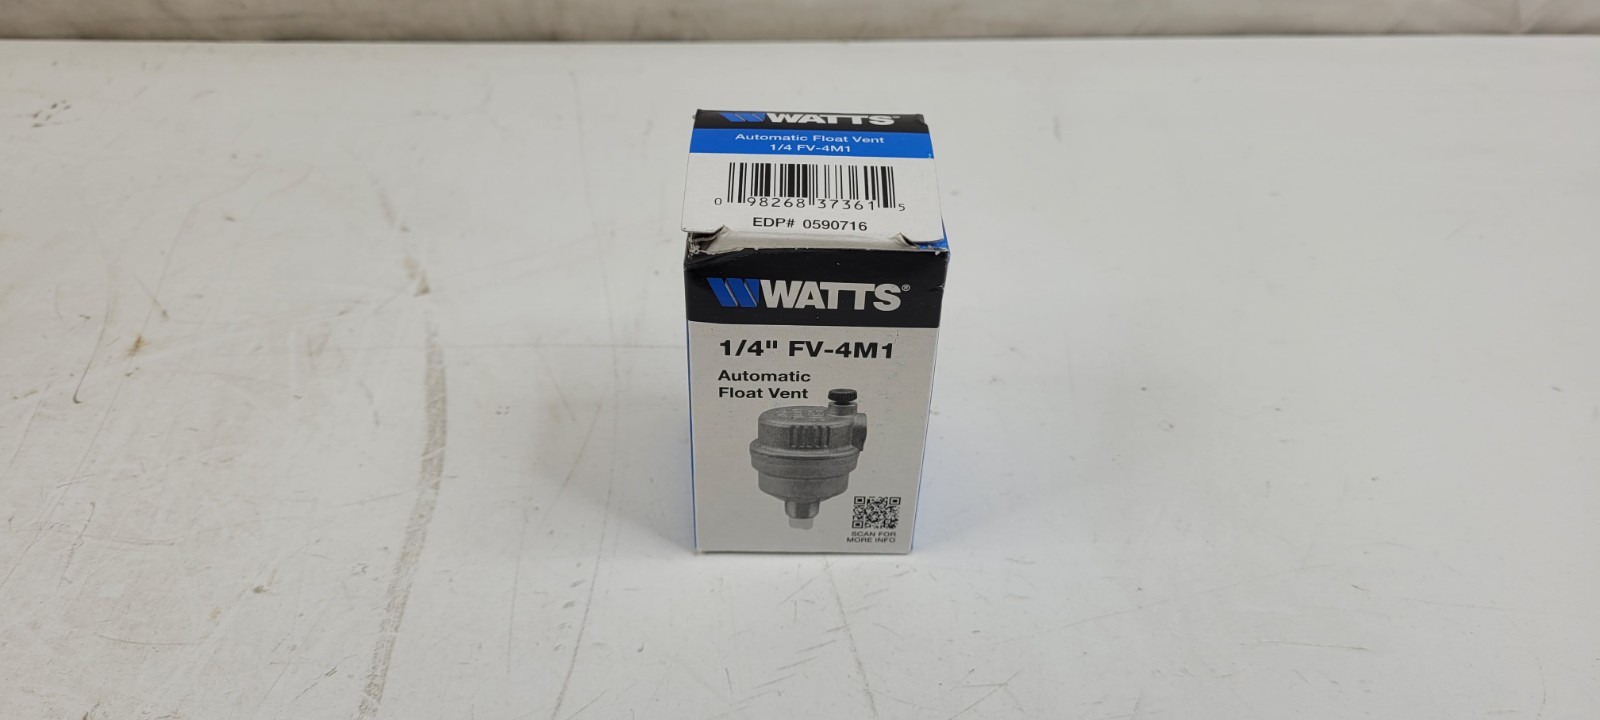 WATTS®
Automatic Float Vent
1/4 FV-4M1
0 98268 37361 5
EDP# 0590716
WATTS®
1/4" FV-4M1
Automatic
Float Vent
SCAN FOR
MORE INFO